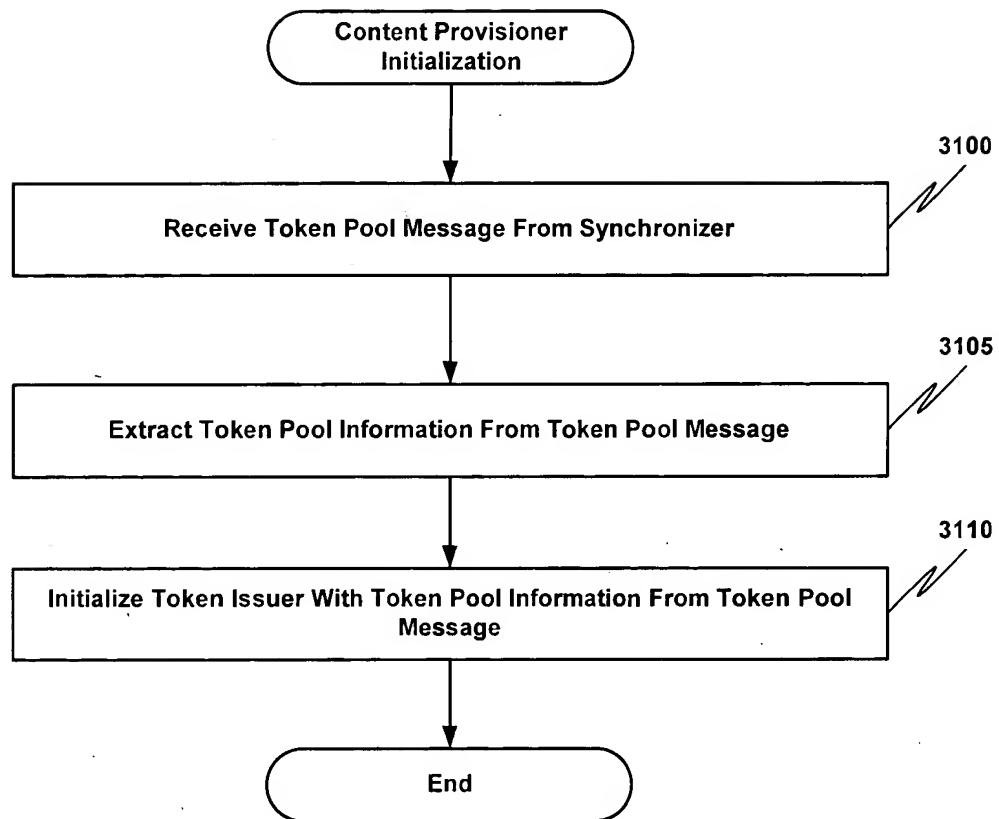 Content Provisioner
Initialization
3100
Receive Token Pool Message From Synchronizer
3105
Extract Token Pool Information From Token Pool Message
3110
Initialize Token Issuer With Token Pool Information From Token Pool
Message
End